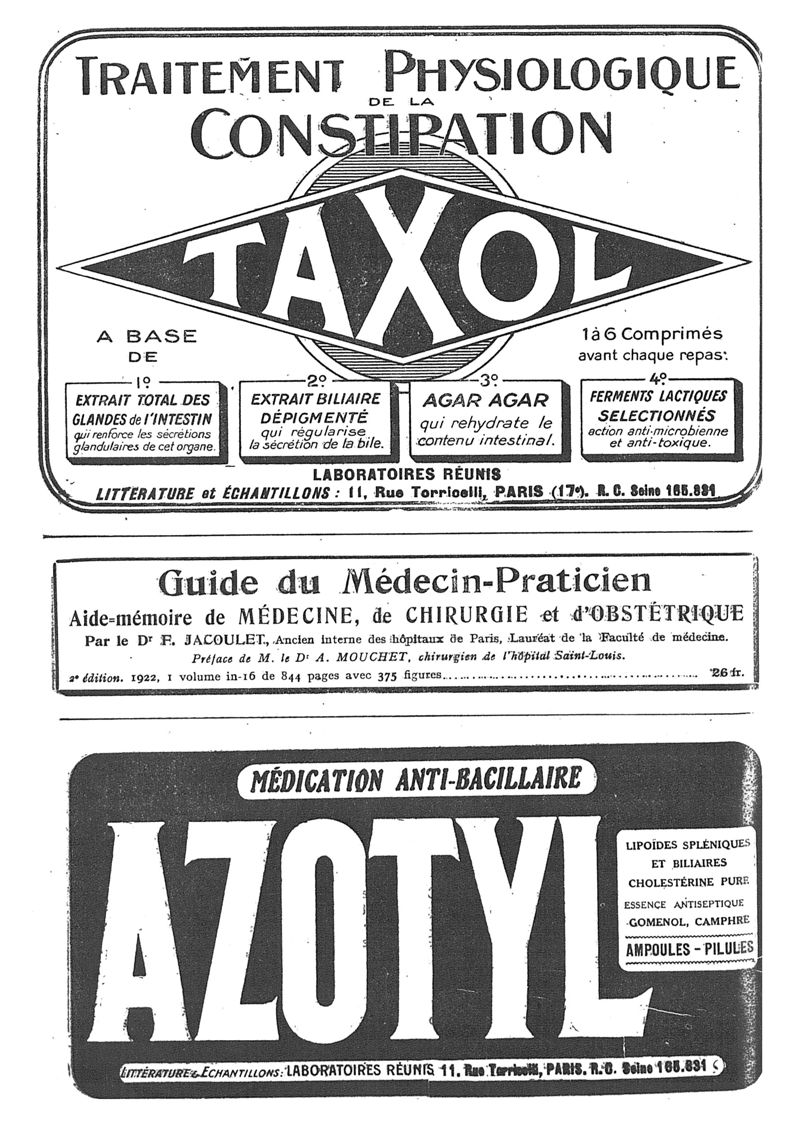 TRAITEMENT PHYSIOLOGIQUE
DE LA
CONSTIPATION
TAXOL
A BASE
DE
1 à 6 Comprimés
avant chaque repas.
1º
EXTRAIT TOTAL DES
GLANDES de l'INTESTIN
qui renforce les sécrétions
glandulaires de cet organe.
2º
EXTRAIT BILIAIRE
DÉPIGMENTÉ
qui régularise
la sécrétion de la bile.
3º
AGAR AGAR
qui rehydrate le
contenu intestinal.
4º
FERMENTS LACTIQUES
SELECTIONNÉS
action anti-microbienne
et anti-toxique.
LABORATOIRES RÉUNIS
LITTÉRATURE et ÉCHANTILLONS : 11, Rue Torricelli, PARIS (17e). R. C. Seine 165.831
Guide du Médecin-Praticien
Aide=mémoire de MÉDECINE, de CHIRURGIE et d'OBSTÉTRIQUE
Par le Dr F. JACOULET, Ancien interne des hôpitaux de Paris, Lauréat de la Faculté de médecine.
Préface de M. le Dr A. MOUCHET, chirurgien de l'hôpital Saint-Louis.
2e édition. 1922, 1 volume in-16 de 844 pages avec 375 figures........ 26 fr.
MÉDICATION ANTI-BACILLAIRE
AZOTYL
LIPOÏDES SPLÉNIQUES
ET BILIAIRES
CHOLESTÉRINE PURE
ESSENCE ANTISEPTIQUE
GOMENOL, CAMPHRE
AMPOULES - PILULES
LITTÉRATURE & ECHANTILLONS: LABORATOIRES RÉUNIS, 11, Rue Torricelli, PARIS. R. C. Seine 165.831